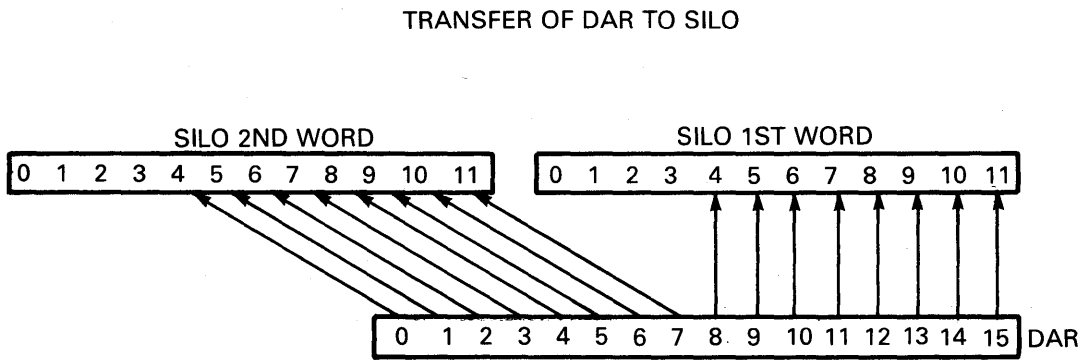 TRANSFER OF DAR TO SILO
SILO 2ND WORD
SILO 1ST WORD
0 1 2 3 4 5 6 7 8 9 10 11
0 1 2 3 4 5 6 7 8 9 10 11
0 1 2 3 4 5 6 7 8 9 10 11 12 13 14 15 DAR